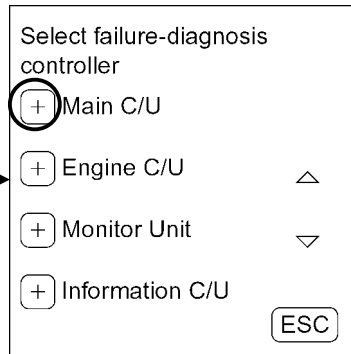 Select failure-diagnosis
controller
+ Main C/U
+ Engine C/U
+ Monitor Unit
+ Information C/U
ESC